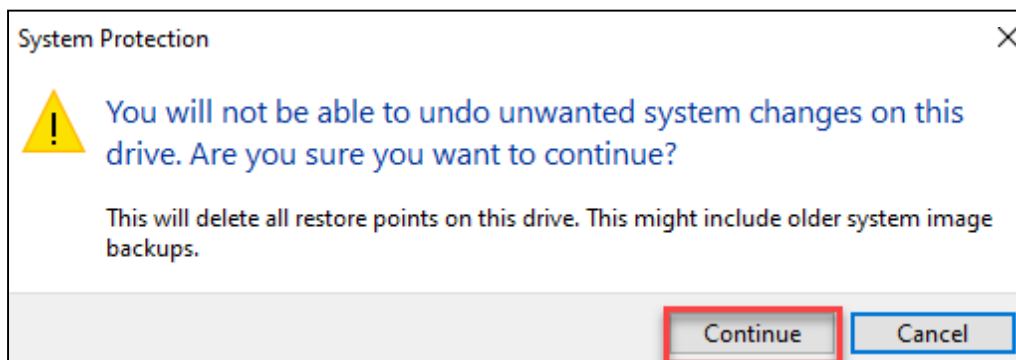 System Protection
You will not be able to undo unwanted system changes on this
drive. Are you sure you want to continue?
This will delete all restore points on this drive. This might include older system image
backups.
Continue Cancel